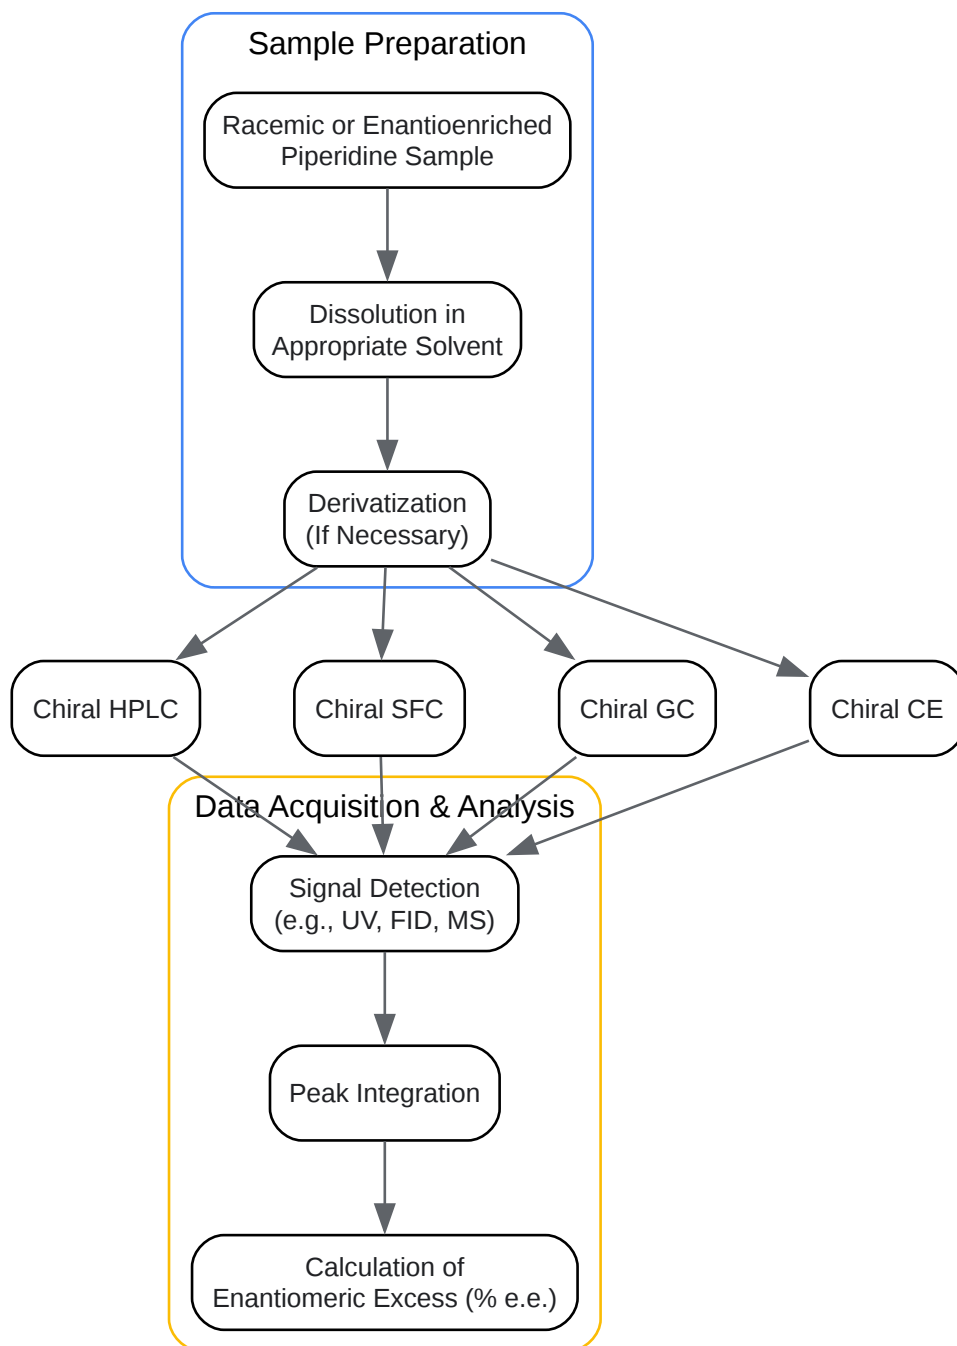 Sample Preparation
Racemic or Enantioenriched
Piperidine Sample
Dissolution in
Appropriate Solvent
Derivatization
(If Necessary)
Chiral HPLC
Chiral SFC
Chiral GC
Chiral CE
Data Acquisition & Analysis
Signal Detection
(e.g., UV, FID, MS)
Peak Integration
Calculation of
Enantiomeric Excess (% e.e.)